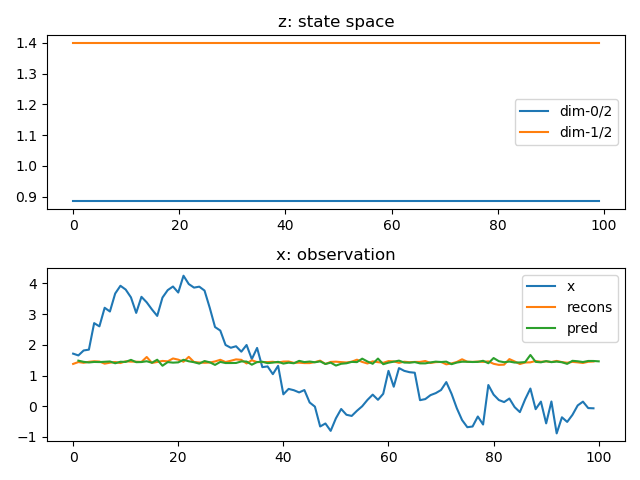 z: state space
1.4
1.3
1.2
1.1
1.0
0.9
dim-0/2
dim-1/2
0 20 40 60 80 100
x: observation
4
3
2
1
0
−1
x
recons
pred
0 20 40 60 80 100